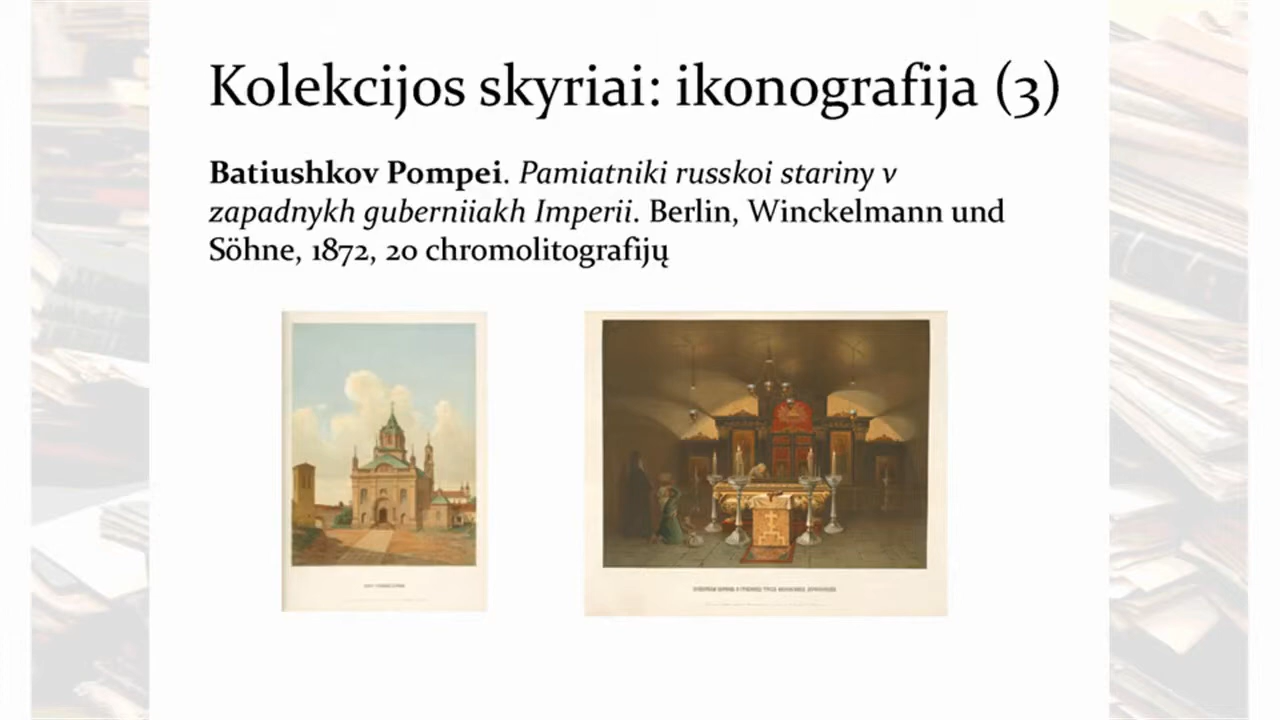 Kolekcijos skyriai: ikonografija (3)
Batiushkov Pompei. Pamiatniki russkoi stariny v
zapadnykh guberniiakh Imperii. Berlin, Winckelmann und
Söhne, 1872, 20 chromolitografijų